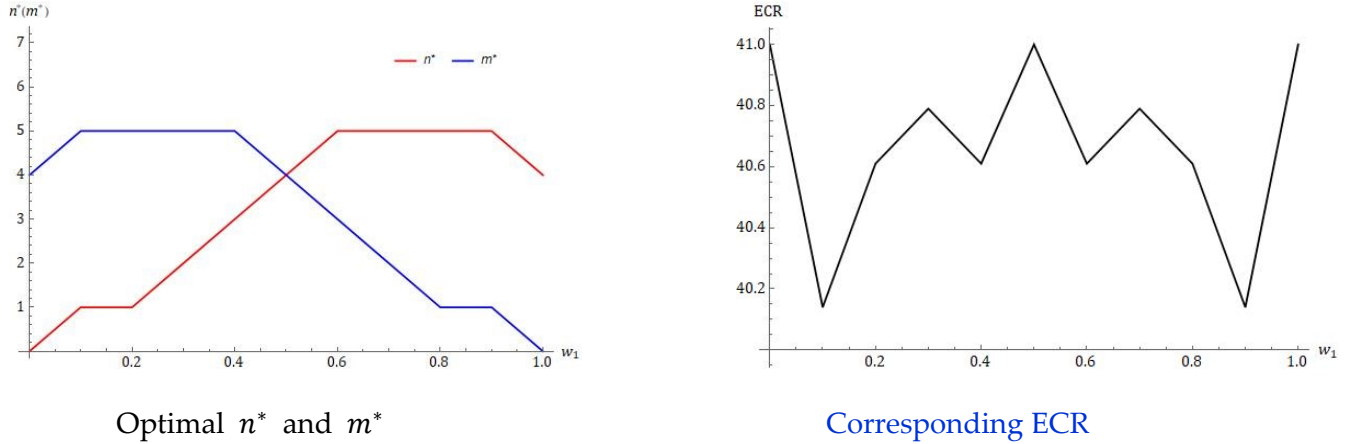 n*(m*)
7
6
5
4
3
2
1
n* m*
0.2 0.4 0.6 0.8 1.0 w₁
Optimal n* and m*
ECR
41.0
40.8
40.6
40.4
40.2
0.2 0.4 0.6 0.8 1.0 w₁
Corresponding ECR